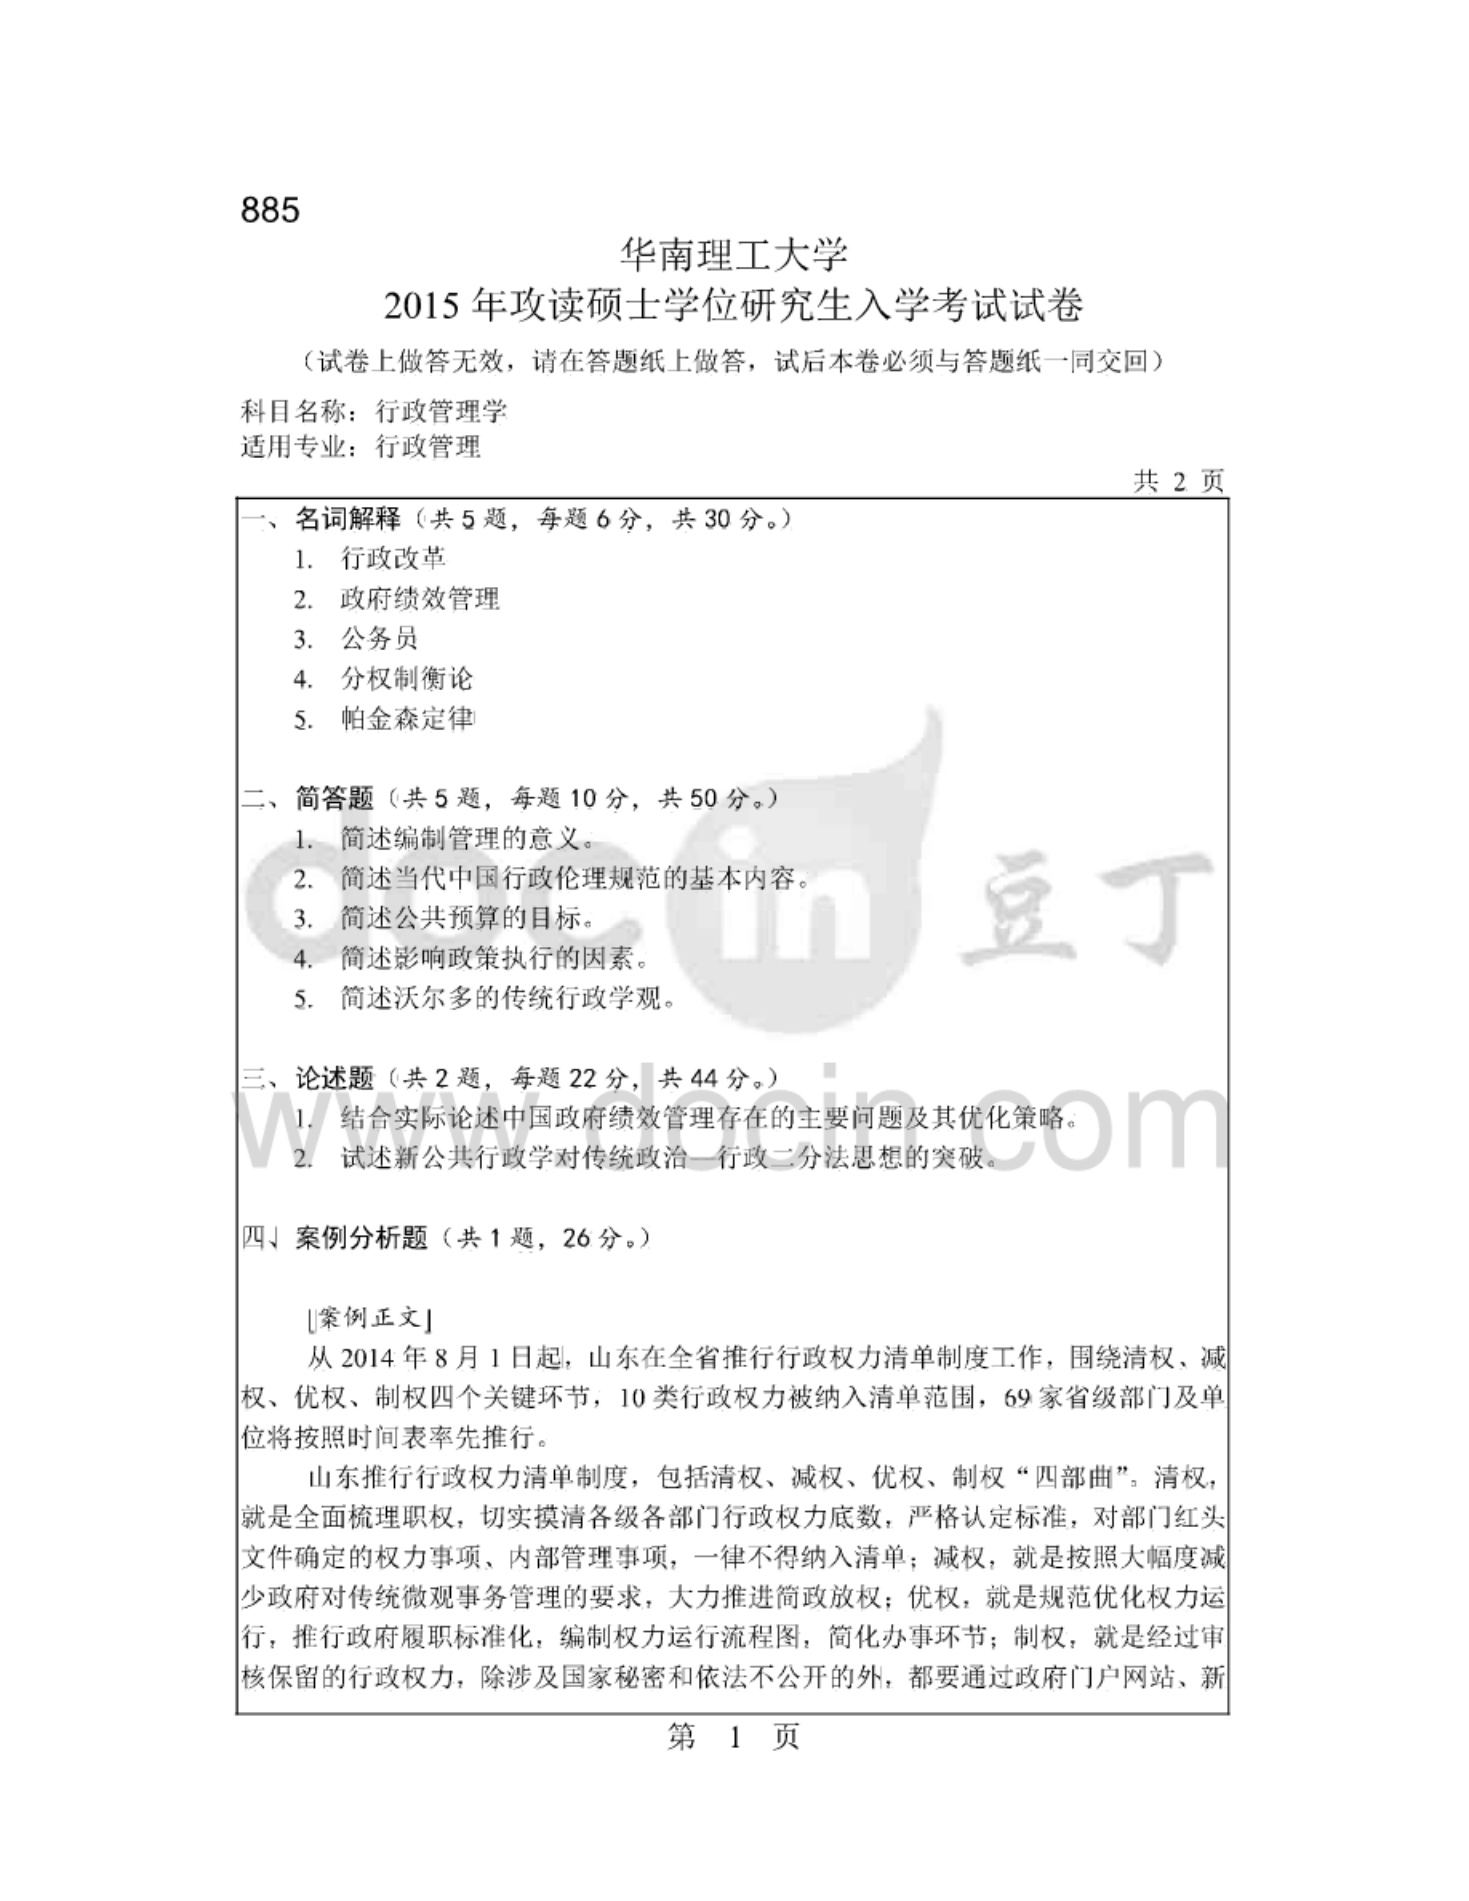 885
华南理工大学
2015 年攻读硕士学位研究生入学考试试卷
（试卷上做答无效，请在答题纸上做答，试后本卷必须与答题纸一同交回）
科目名称：行政管理学
适用专业：行政管理
共 2 页
一、名词解释（共 5 题，每题 6 分，共 30 分。）
1. 行政改革
2. 政府绩效管理
3. 公务员
4. 分权制衡论
5. 帕金森定律
二、简答题（共 5 题，每题 10 分，共 50 分。）
1. 简述编制管理的意义。
2. 简述当代中国行政伦理规范的基本内容。
3. 简述公共预算的目标。
4. 简述影响政策执行的因素。
5. 简述沃尔多的传统行政学观。
docin 豆丁
三、论述题（共 2 题，每题 22 分，共 44 分。）
1. 结合实际论述中国政府绩效管理存在的主要问题及其优化策略。
2. 试述新公共行政学对传统政治—行政二分法思想的突破。
www.docin.com
四、案例分析题（共 1 题，26 分。）
[案例正文]
从 2014 年 8 月 1 日起，山东在全省推行行政权力清单制度工作，围绕清权、减
权、优权、制权四个关键环节，10 类行政权力被纳入清单范围，69 家省级部门及单
位将按照时间表率先推行。
山东推行行政权力清单制度，包括清权、减权、优权、制权“四部曲”。清权，
就是全面梳理职权，切实摸清各级各部门行政权力底数，严格认定标准，对部门红头
文件确定的权力事项、内部管理事项，一律不得纳入清单；减权，就是按照大幅度减
少政府对传统微观事务管理的要求，大力推进简政放权；优权，就是规范优化权力运
行，推行政府履职标准化，编制权力运行流程图，简化办事环节；制权，就是经过审
核保留的行政权力，除涉及国家秘密和依法不公开的外，都要通过政府门户网站、新
第 1 页